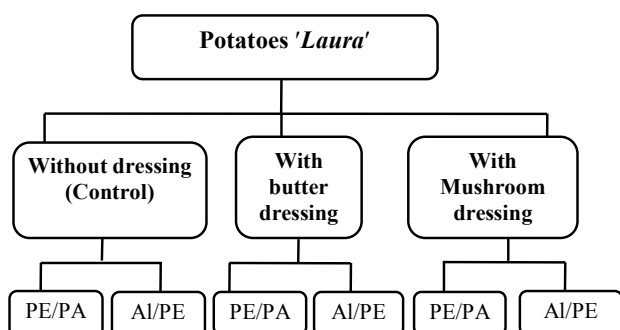 Potatoes 'Laura'
Without dressing
(Control)
With
butter
dressing
With
Mushroom
dressing
PE/PA
Al/PE
PE/PA
Al/PE
PE/PA
Al/PE